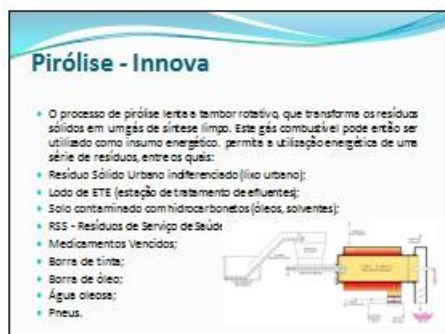 Pirólise - Innova
O processo de pirólise lenta a tambor rotativo, que transforma os resíduos
sólidos em um gás de síntese limpo. Este gás combustível pode então ser
utilizado como insumo energético. permita a utilização energética de uma
série de resíduos, entre os quais:
Resíduo Sólido Urbano indiferenciado (lixo urbano);
Lodo de ETE (estação de tratamento de efluentes);
Solo contaminado com hidrocarbonetos (óleos, solventes);
RSS - Resíduos de Serviço de Saúde
Medicamentos Vencidos;
Borra de tinta;
Borra de óleo;
Água oleosa;
Pneus.